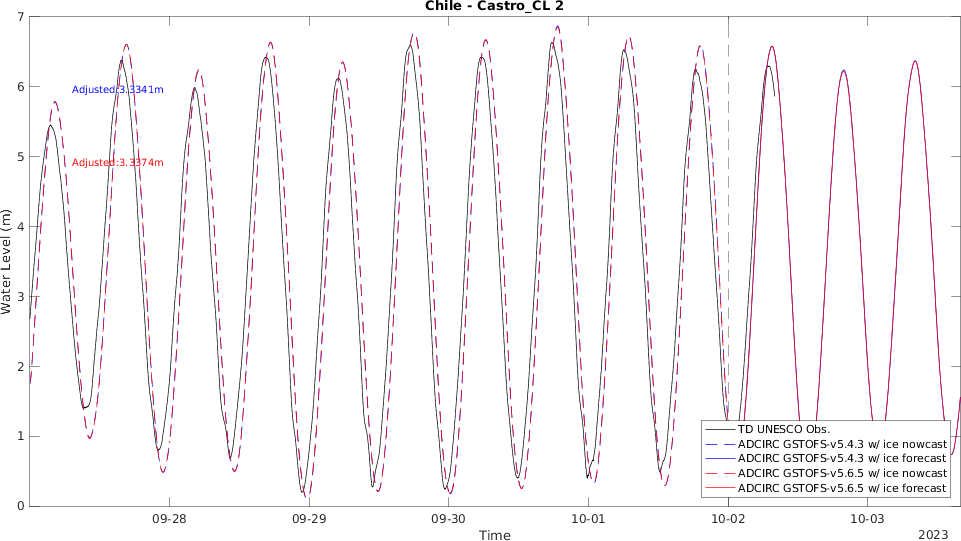 Chile - Castro_CL 2
Water Level (m)
7
6
5
4
3
2
1
0
Adjusted:3.3341m
Adjusted:3.3374m
TD UNESCO Obs.
ADCIRC GSTOFS-v5.4.3 w/ ice nowcast
ADCIRC GSTOFS-v5.4.3 w/ ice forecast
ADCIRC GSTOFS-v5.6.5 w/ ice nowcast
ADCIRC GSTOFS-v5.6.5 w/ ice forecast
09-28 09-29 09-30 10-01 10-02 10-03
Time
2023